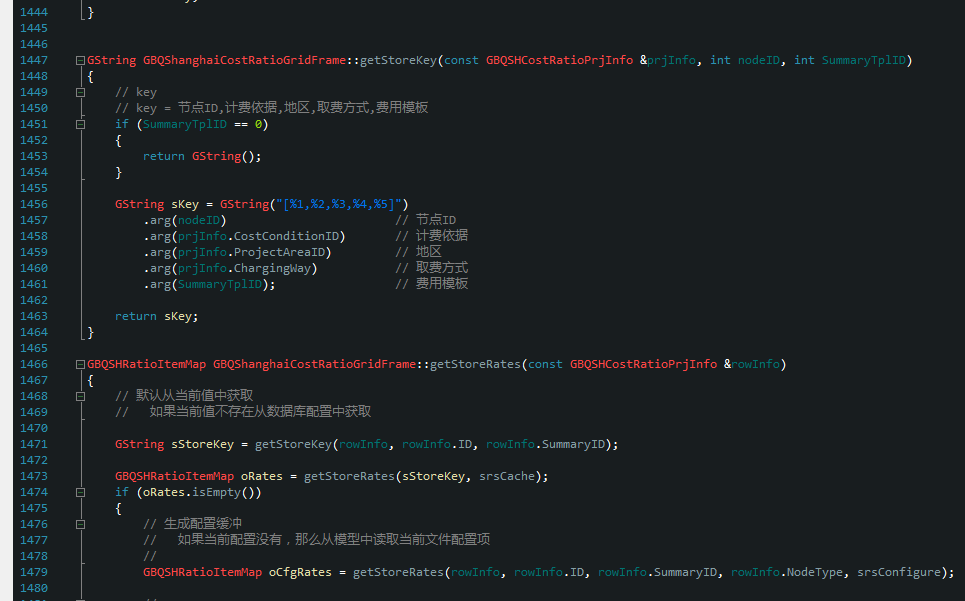 1444 }
1445
1446
1447 GString GBQShanghaiCostRatioGridFrame::getStoreKey(const GBQSHCostRatioPrjInfo &prjInfo, int nodeID, int SummaryTplID)
1448 {
1449 // key
1450 // key = 节点ID,计费依据,地区,取费方式,费用模板
1451 if (SummaryTplID == 0)
1452 {
1453 return GString();
1454 }
1455
1456 GString sKey = GString("[%1,%2,%3,%4,%5]")
1457 .arg(nodeID) // 节点ID
1458 .arg(prjInfo.CostConditionID) // 计费依据
1459 .arg(prjInfo.ProjectAreaID) // 地区
1460 .arg(prjInfo.ChargingWay) // 取费方式
1461 .arg(SummaryTplID); // 费用模板
1462
1463 return sKey;
1464 }
1465
1466 GBQSHRatioItemMap GBQShanghaiCostRatioGridFrame::getStoreRates(const GBQSHCostRatioPrjInfo &rowInfo)
1467 {
1468 // 默认从当前值中获取
1469 // 如果当前值不存在从数据库配置中获取
1470
1471 GString sStoreKey = getStoreKey(rowInfo, rowInfo.ID, rowInfo.SummaryID);
1472
1473 GBQSHRatioItemMap oRates = getStoreRates(sStoreKey, srsCache);
1474 if (oRates.isEmpty())
1475 {
1476 // 生成配置缓冲
1477 // 如果当前配置没有，那么从模型中读取当前文件配置项
1478 //
1479 GBQSHRatioItemMap oCfgRates = getStoreRates(rowInfo, rowInfo.ID, rowInfo.SummaryID, rowInfo.NodeType, srsConfigure);
1480